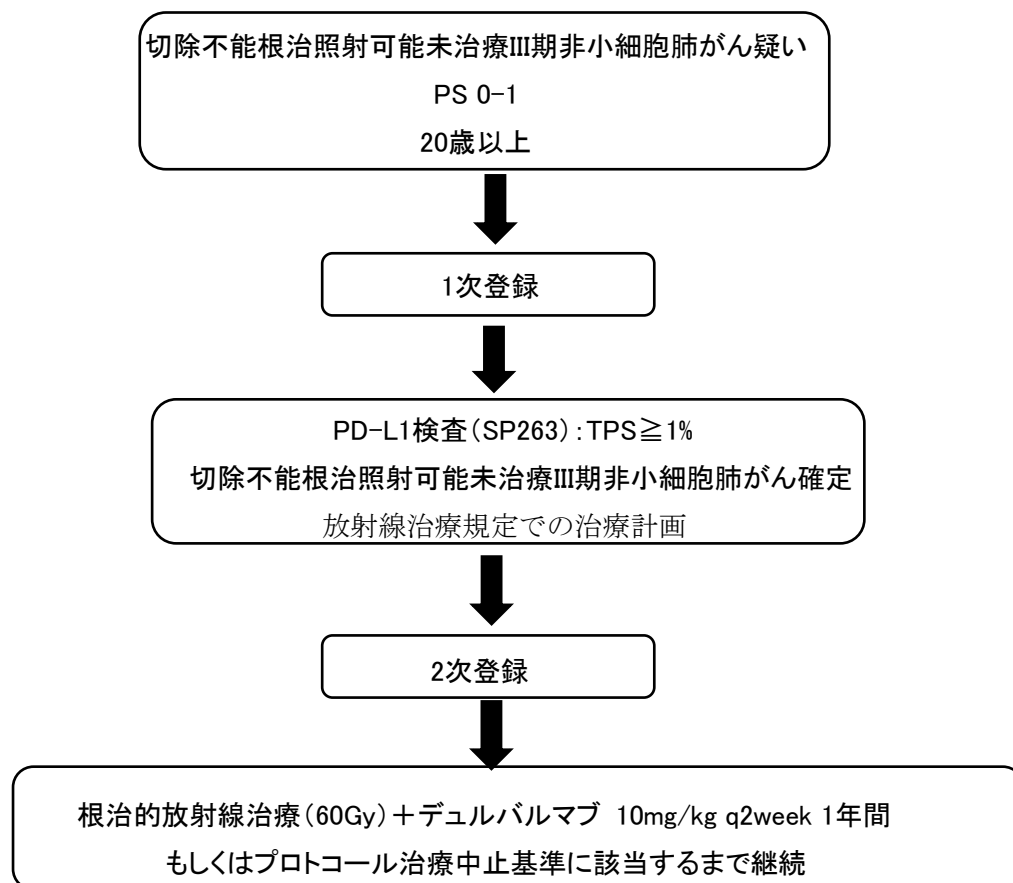 切除不能根治照射可能未治療III期非小細胞肺がん疑い
PS 0-1
20歳以上
1次登録
PD-L1検査(SP263):TPS≧1%
切除不能根治照射可能未治療III期非小細胞肺がん確定
放射線治療規定での治療計画
2次登録
根治的放射線治療(60Gy)+デュルバルマブ 10mg/kg q2week 1年間
もしくはプロトコール治療中止基準に該当するまで継続